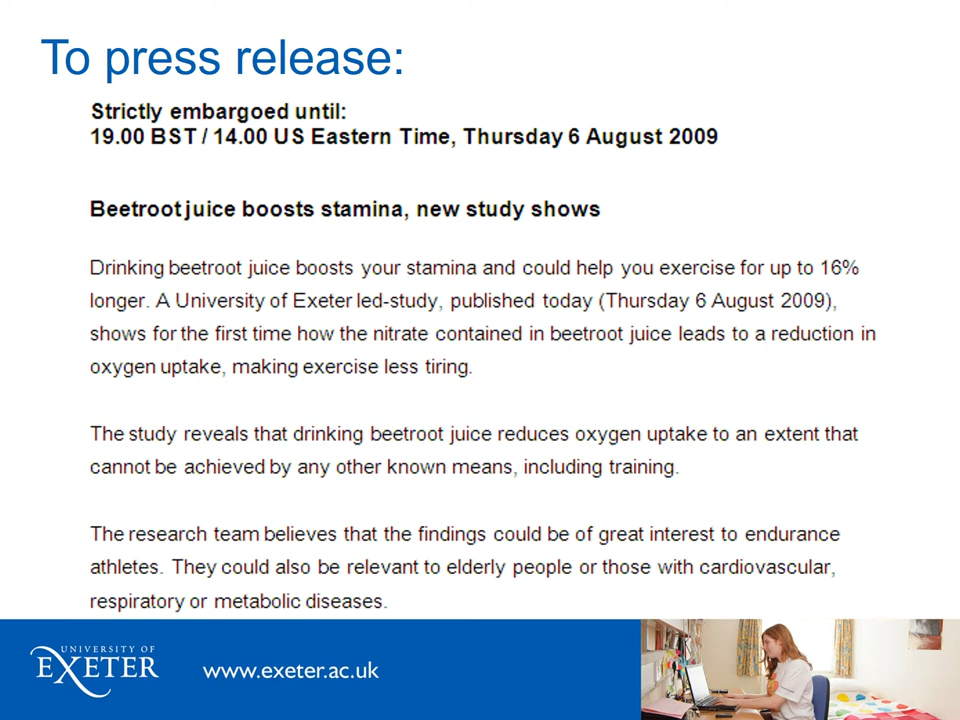 To press release:
Strictly embargoed until:
19.00 BST / 14.00 US Eastern Time, Thursday 6 August 2009
Beetroot juice boosts stamina, new study shows
Drinking beetroot juice boosts your stamina and could help you exercise for up to 16%
longer. A University of Exeter led-study, published today (Thursday 6 August 2009),
shows for the first time how the nitrate contained in beetroot juice leads to a reduction in
oxygen uptake, making exercise less tiring.
The study reveals that drinking beetroot juice reduces oxygen uptake to an extent that
cannot be achieved by any other known means, including training.
The research team believes that the findings could be of great interest to endurance
athletes. They could also be relevant to elderly people or those with cardiovascular,
respiratory or metabolic diseases.
UNIVERSITY OF
EXETER
www.exeter.ac.uk